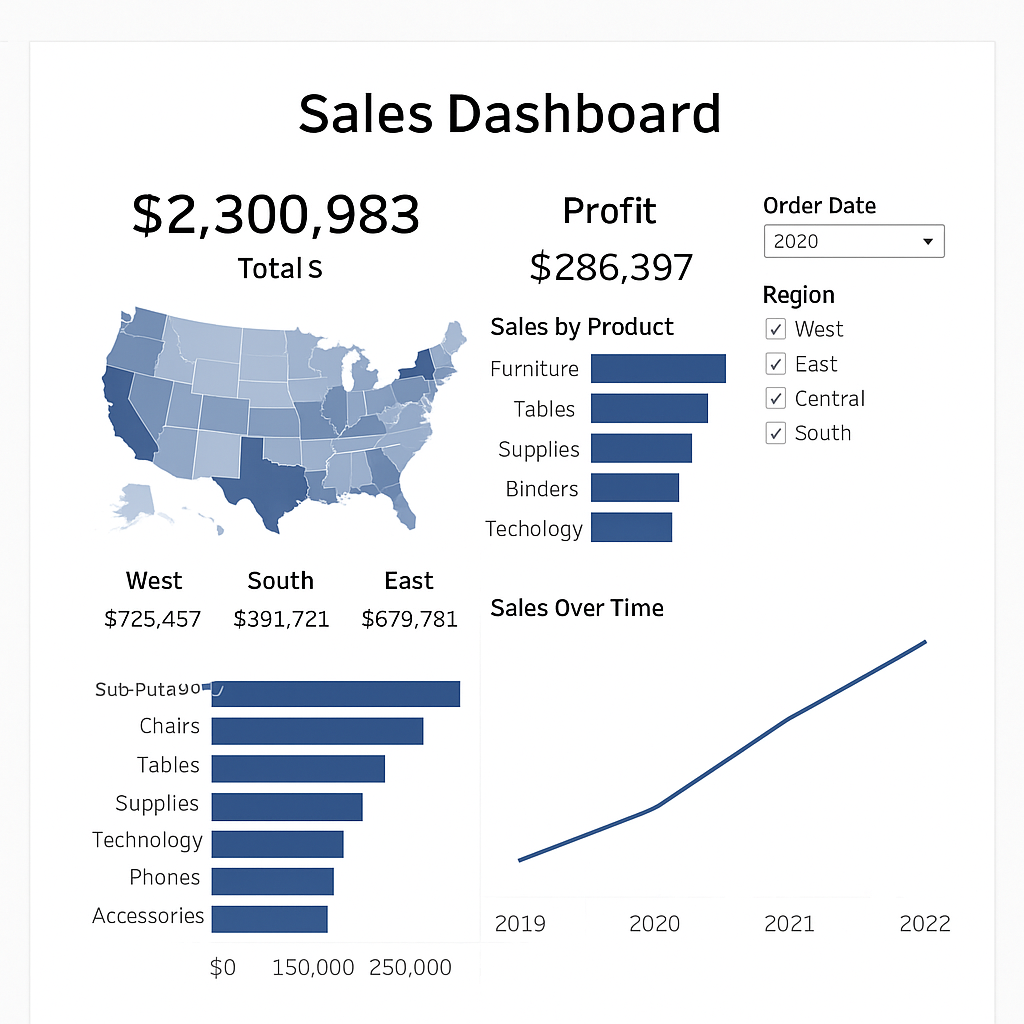 Sales Dashboard
$2,300,983
Total S
Profit
$286,397
Order Date
2020
Region
West
East
Central
South
Sales by Product
Furniture
Tables
Supplies
Binders
Techology
West South East
$725,457 $391,721 $679,781
Chairs
Tables
Supplies
Technology
Phones
Accessories
$0 150,000 250,000
Sales Over Time
2019 2020 2021 2022